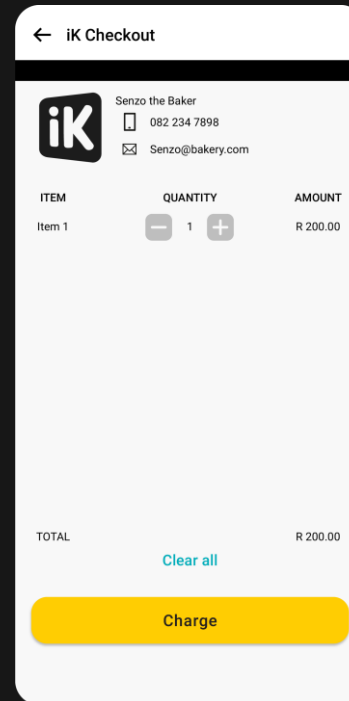 iK Checkout
iK
Senzo the Baker
082 234 7898
Senzo@bakery.com
ITEM QUANTITY AMOUNT
Item 1 1 R 200.00
TOTAL R 200.00
Clear all
Charge